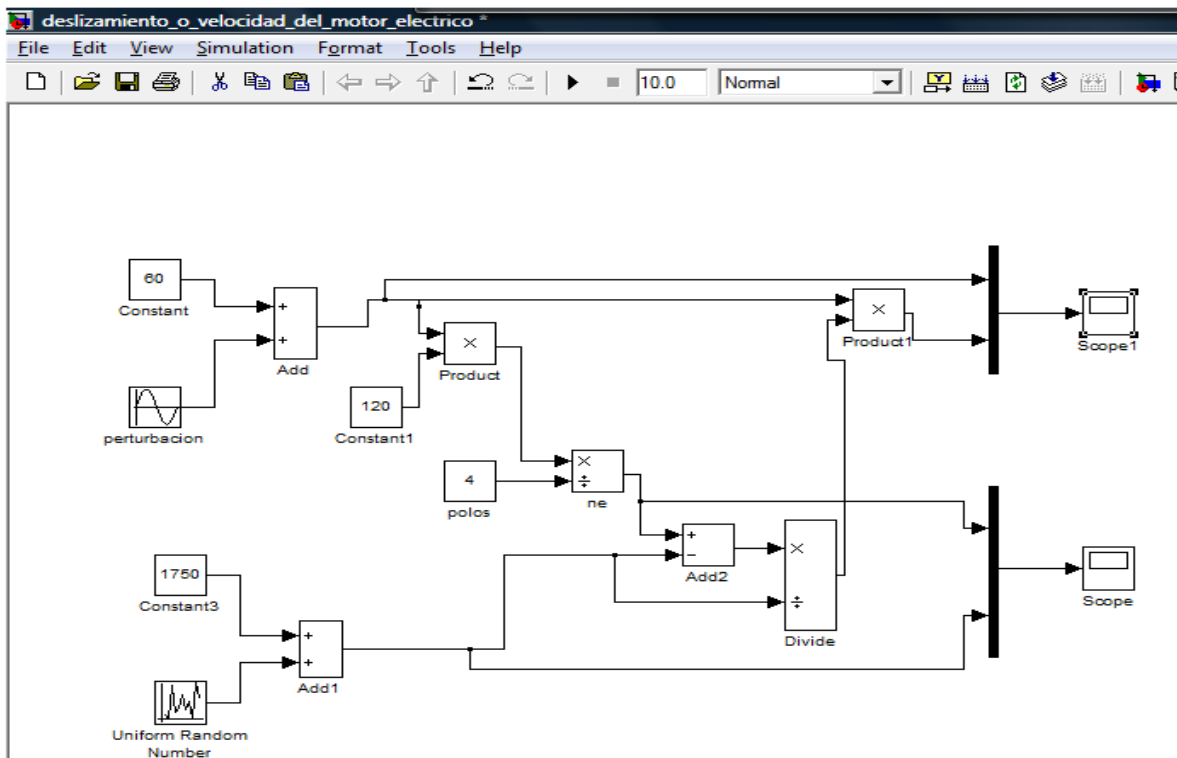 deslizamiento_o_velocidad_del_motor_electrico *
File Edit View Simulation Format Tools Help
10.0 Normal
60
Constant
+
+
Add
perturbacion
×
Product
120
Constant1
×
Product1
Scope1
4
polos
×
÷
ne
+
−
Add2
×
÷
Divide
Scope
1750
Constant3
+
+
Add1
Uniform Random
Number